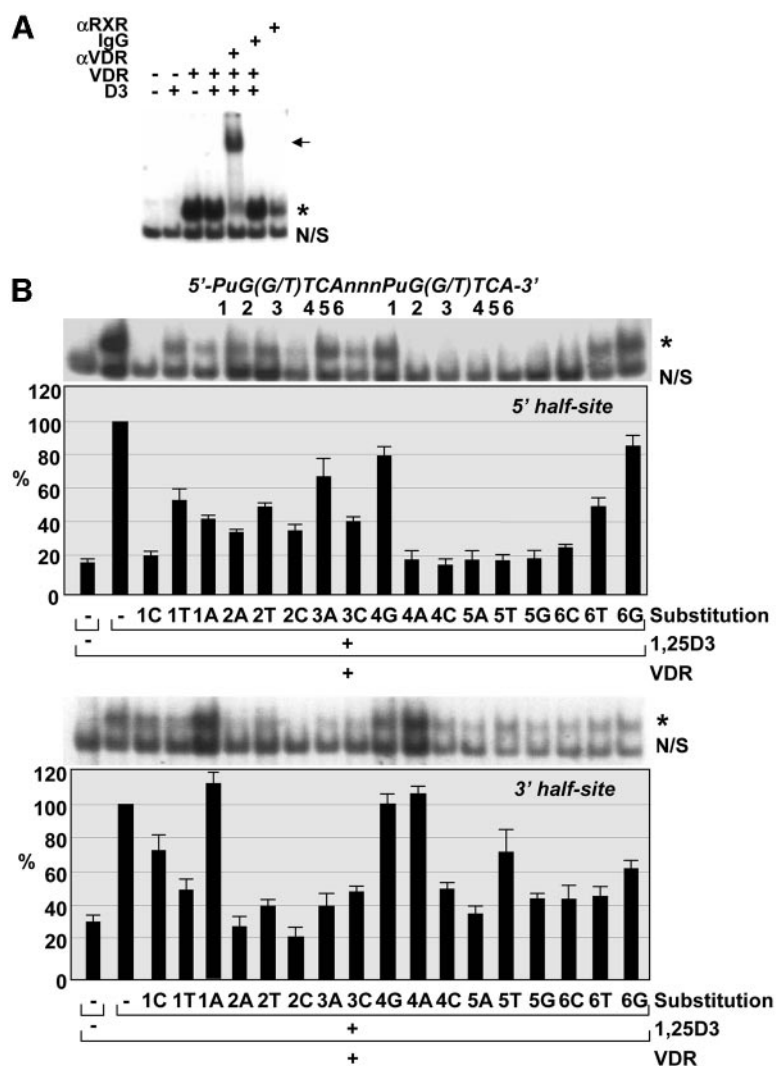 A
αRXR +
IgG +
αVDR +
VDR - - + + + +
D3 - + - + + +
*
N/S
B
5'-PuG(G/T)TCAnnnPuG(G/T)TCA-3'
1 2 3 4 5 6 1 2 3 4 5 6
*
N/S
120
100
80
60
40
20
0
%
5' half-site
- - 1C 1T 1A 2A 2T 2C 3A 3C 4G 4A 4C 5A 5T 5G 6C 6T 6G Substitution
- + 1,25D3
+ VDR
*
N/S
120
100
80
60
40
20
0
%
3' half-site
- - 1C 1T 1A 2A 2T 2C 3A 3C 4G 4A 4C 5A 5T 5G 6C 6T 6G Substitution
- + 1,25D3
+ VDR